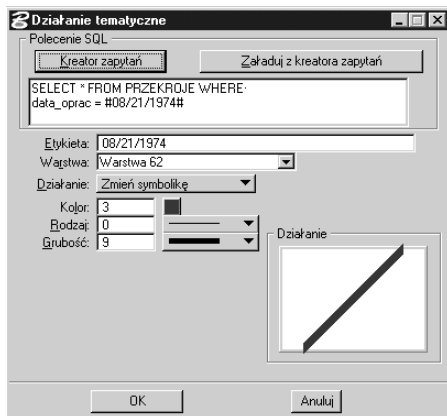 Działanie tematyczne
Polecenie SQL
Kreator zapytań
Załaduj z kreatora zapytań
SELECT * FROM PRZEKROJE WHERE
data_oprac = #08/21/1974#
Etykieta: 08/21/1974
Warstwa: Warstwa 62
Działanie: Zmień symbolikę
Kolor: 3
Rodzaj: 0
Grubość: 9
Działanie
OK
Anuluj